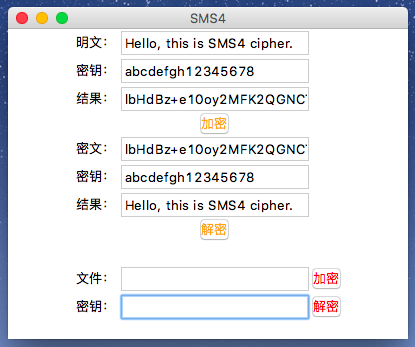 SMS4
明文： Hello, this is SMS4 cipher.
密钥： abcdefgh12345678
结果： lbHdBz+e10oy2MFK2QGNC
加密
密文： lbHdBz+e10oy2MFK2QGNC
密钥： abcdefgh12345678
结果： Hello, this is SMS4 cipher.
解密
文件： 加密
密钥： 解密